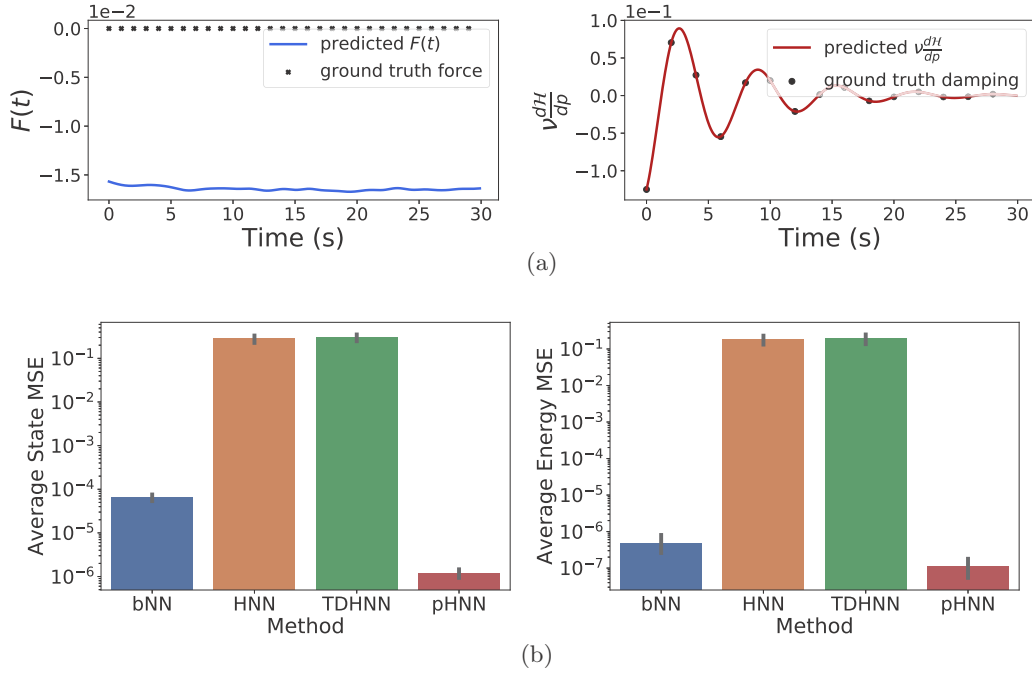 1e−2
0.0
−0.5
−1.0
−1.5
F(t)
predicted F(t)
ground truth force
0 5 10 15 20 25 30
Time (s)
1e−1
1.0
0.5
0.0
−0.5
−1.0
ν dℋ/dp
predicted ν dℋ/dp
ground truth damping
0 5 10 15 20 25 30
Time (s)
(a)
10⁻¹
10⁻²
10⁻³
10⁻⁴
10⁻⁵
10⁻⁶
Average State MSE
bNN HNN TDHNN pHNN
Method
10⁻¹
10⁻²
10⁻³
10⁻⁴
10⁻⁵
10⁻⁶
10⁻⁷
Average Energy MSE
bNN HNN TDHNN pHNN
Method
(b)